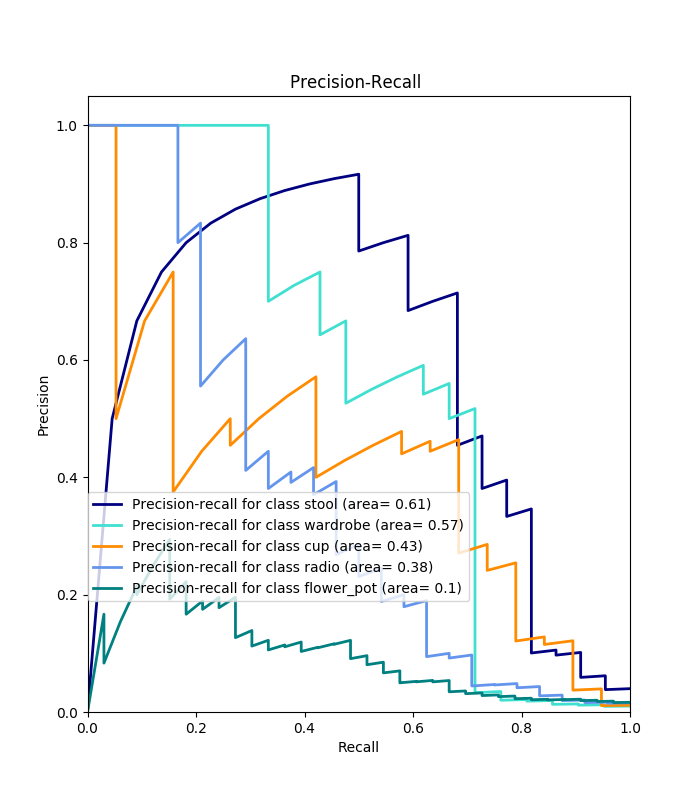 Precision-Recall
1.0
0.8
0.6
0.4
0.2
0.0
Precision
Precision-recall for class stool (area= 0.61)
Precision-recall for class wardrobe (area= 0.57)
Precision-recall for class cup (area= 0.43)
Precision-recall for class radio (area= 0.38)
Precision-recall for class flower_pot (area= 0.1)
0.0 0.2 0.4 0.6 0.8 1.0
Recall